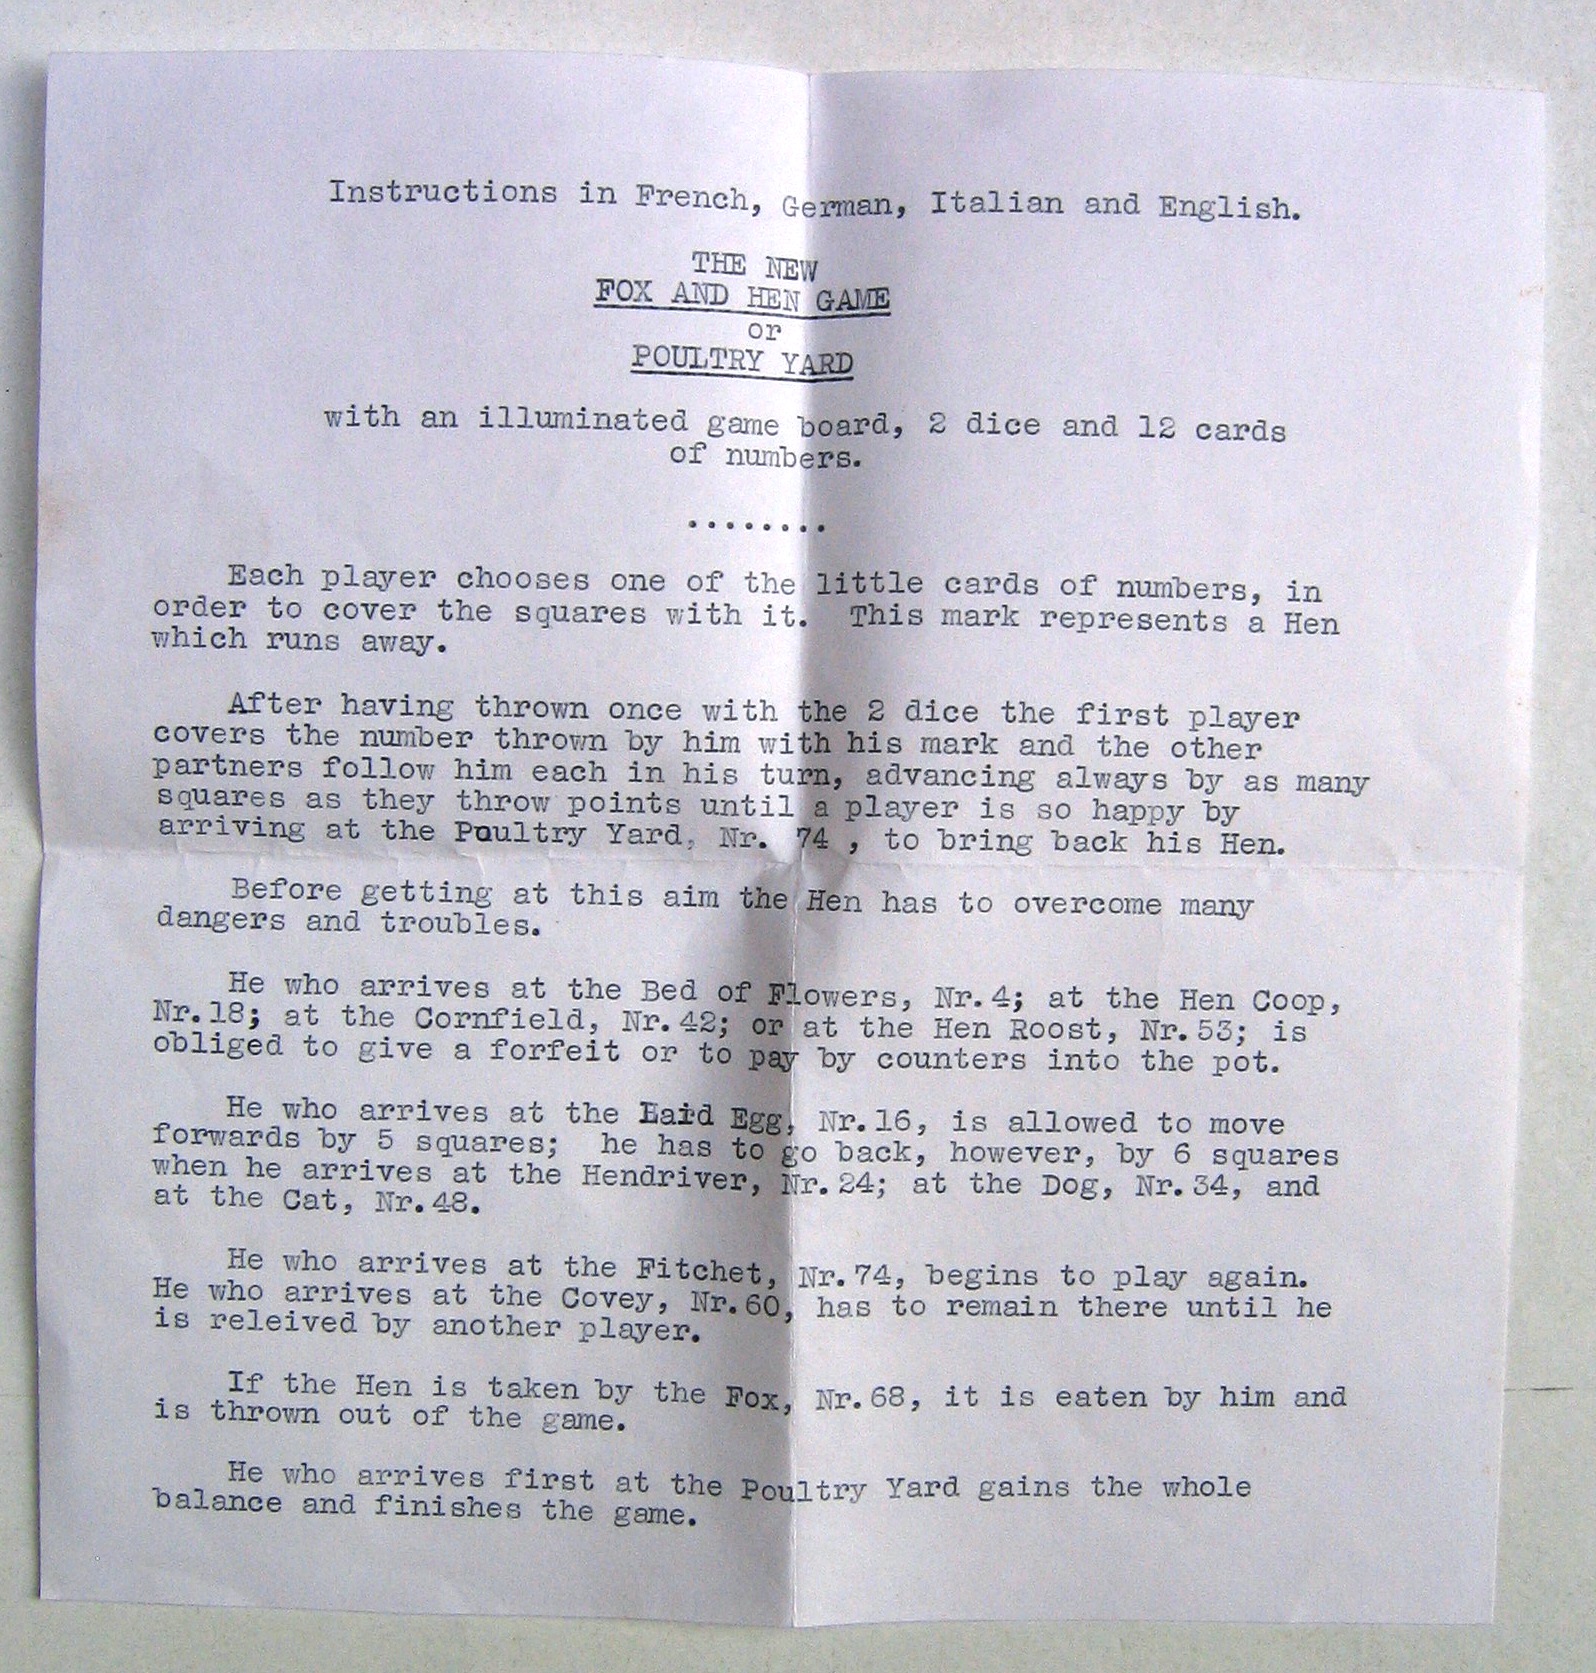 Instructions in French, German, Italian and English.
THE NEW
FOX AND HEN GAME
or
POULTRY YARD
with an illuminated game board, 2 dice and 12 cards
of numbers.
........
Each player chooses one of the little cards of numbers, in
order to cover the squares with it. This mark represents a Hen
which runs away.
After having thrown once with the 2 dice the first player
covers the number thrown by him with his mark and the other
partners follow him each in his turn, advancing always by as many
squares as they throw points until a player is so happy by
arriving at the Poultry Yard, Nr. 74 , to bring back his Hen.
Before getting at this aim the Hen has to overcome many
dangers and troubles.
He who arrives at the Bed of Flowers, Nr.4; at the Hen Coop,
Nr.18; at the Cornfield, Nr.42; or at the Hen Roost, Nr.53; is
obliged to give a forfeit or to pay by counters into the pot.
He who arrives at the Laid Egg, Nr.16, is allowed to move
forwards by 5 squares; he has to go back, however, by 6 squares
when he arrives at the Hendriver, Nr.24; at the Dog, Nr.34, and
at the Cat, Nr.48.
He who arrives at the Fitchet, Nr.74, begins to play again.
He who arrives at the Covey, Nr.60, has to remain there until he
is releived by another player.
If the Hen is taken by the Fox, Nr.68, it is eaten by him and
is thrown out of the game.
He who arrives first at the Poultry Yard gains the whole
balance and finishes the game.